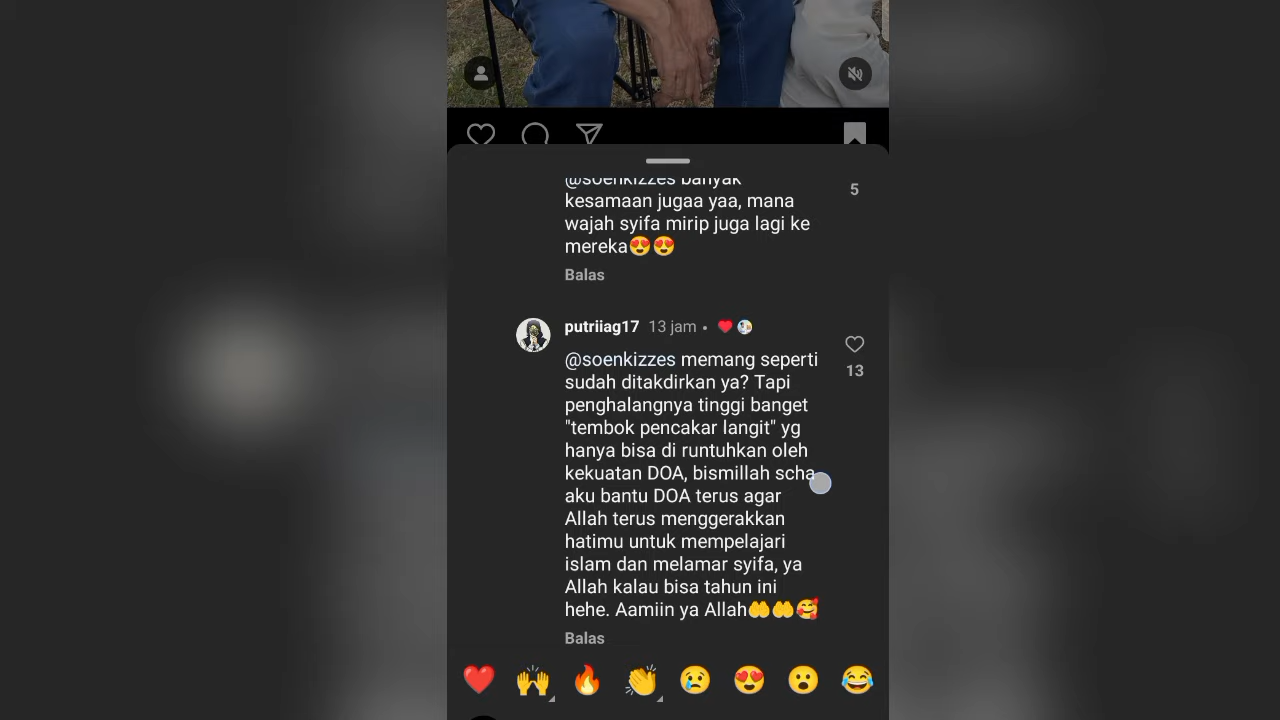 @soenkizzes banyak
5
kesamaan jugaa yaa, mana
wajah syifa mirip juga lagi ke
mereka😍😍
Balas
putriiag17 13 jam •
@soenkizzes memang seperti
sudah ditakdirkan ya? Tapi
penghalangnya tinggi banget
13
"tembok pencakar langit" yg
hanya bisa di runtuhkan oleh
kekuatan DOA, bismillah scha
aku bantu DOA terus agar
Allah terus menggerakkan
hatimu untuk mempelajari
islam dan melamar syifa, ya
Allah kalau bisa tahun ini
hehe. Aamiin ya Allah🤲🤲🥰
Balas